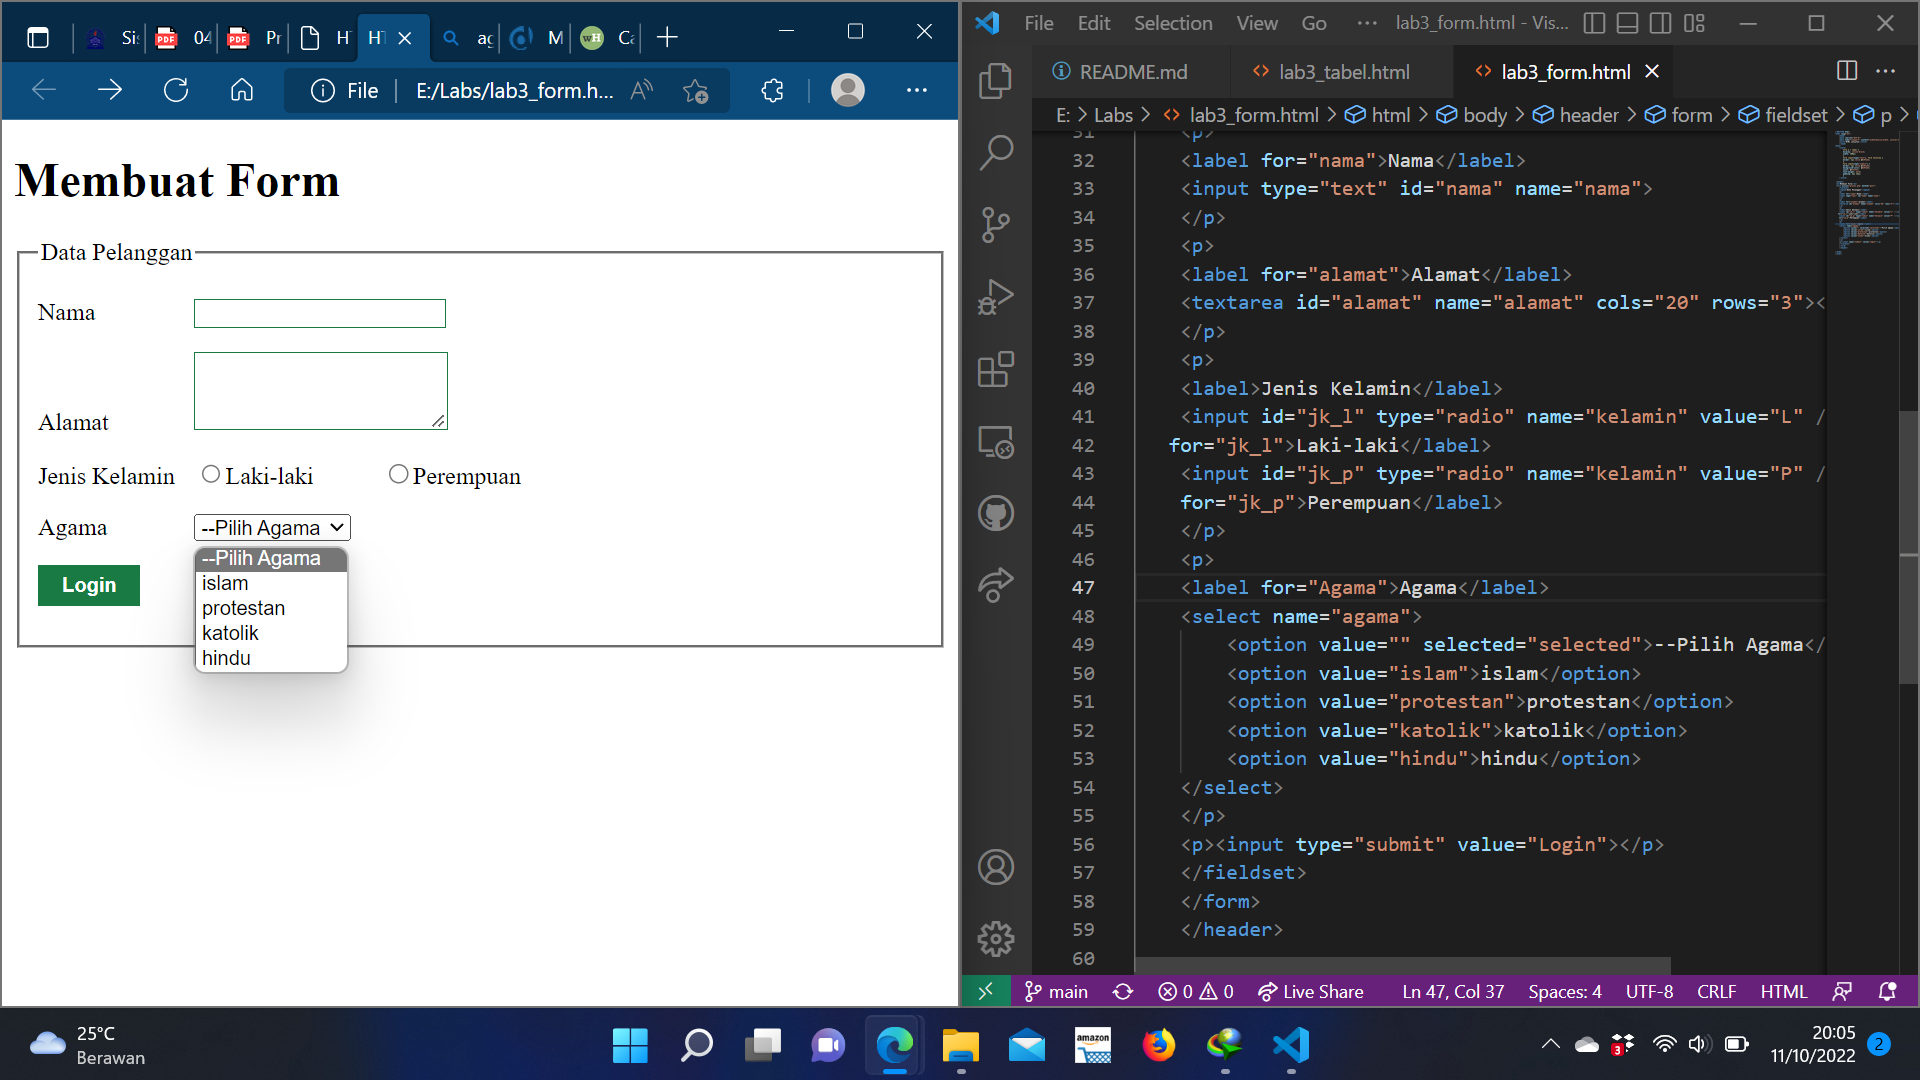 Si
04
Pr
H
HT
ac
M
Ca
File
E:/Labs/lab3_form.h...
Membuat Form
Data Pelanggan
Nama
Alamat
Jenis Kelamin
Laki-laki
Perempuan
Agama
--Pilih Agama
--Pilih Agama
islam
protestan
katolik
hindu
Login
File Edit Selection View Go ··· lab3_form.html - Vis...
README.md
lab3_tabel.html
lab3_form.html
E: > Labs > lab3_form.html > html > body > header > form > fieldset > p >
31 <p>
32 <label for="nama">Nama</label>
33 <input type="text" id="nama" name="nama">
34 </p>
35 <p>
36 <label for="alamat">Alamat</label>
37 <textarea id="alamat" name="alamat" cols="20" rows="3"><
38 </p>
39 <p>
40 <label>Jenis Kelamin</label>
41 <input id="jk_l" type="radio" name="kelamin" value="L" /
42 for="jk_l">Laki-laki</label>
43 <input id="jk_p" type="radio" name="kelamin" value="P" /
44 for="jk_p">Perempuan</label>
45 </p>
46 <p>
47 <label for="Agama">Agama</label>
48 <select name="agama">
49 <option value="" selected="selected">--Pilih Agama</
50 <option value="islam">islam</option>
51 <option value="protestan">protestan</option>
52 <option value="katolik">katolik</option>
53 <option value="hindu">hindu</option>
54 </select>
55 </p>
56 <p><input type="submit" value="Login"></p>
57 </fieldset>
58 </form>
59 </header>
60
main 0 0 Live Share Ln 47, Col 37 Spaces: 4 UTF-8 CRLF HTML
25°C
Berawan
amazon
3
20:05
11/10/2022
2